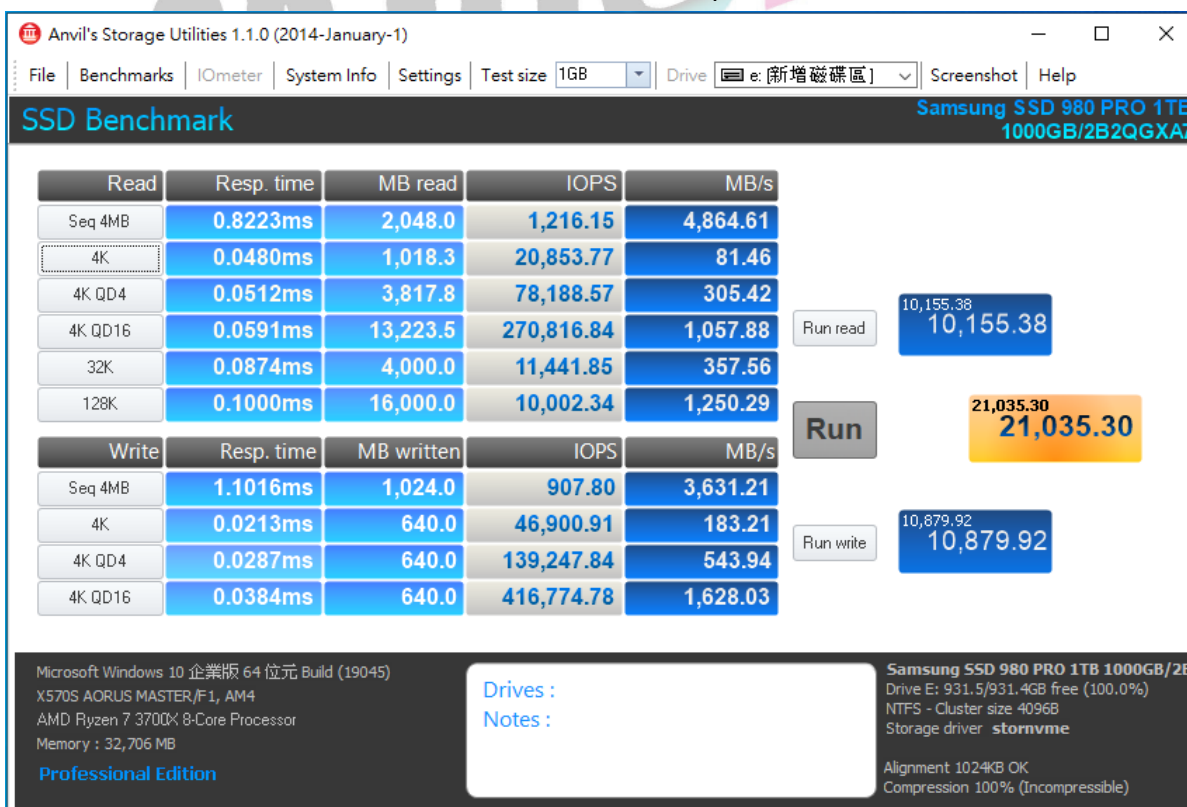 Anvil's Storage Utilities 1.1.0 (2014-January-1)
File Benchmarks IOmeter System Info Settings Test size 1GB Drive e: [新增磁碟區] Screenshot Help
SSD Benchmark
Samsung SSD 980 PRO 1TB
1000GB/2B2QGXA7
Read Resp. time MB read IOPS MB/s
Seq 4MB 0.8223ms 2,048.0 1,216.15 4,864.61
4K 0.0480ms 1,018.3 20,853.77 81.46
4K QD4 0.0512ms 3,817.8 78,188.57 305.42
4K QD16 0.0591ms 13,223.5 270,816.84 1,057.88
32K 0.0874ms 4,000.0 11,441.85 357.56
128K 0.1000ms 16,000.0 10,002.34 1,250.29
Run read
10,155.38
10,155.38
Run
21,035.30
21,035.30
Write Resp. time MB written IOPS MB/s
Seq 4MB 1.1016ms 1,024.0 907.80 3,631.21
4K 0.0213ms 640.0 46,900.91 183.21
4K QD4 0.0287ms 640.0 139,247.84 543.94
4K QD16 0.0384ms 640.0 416,774.78 1,628.03
Run write
10,879.92
10,879.92
Microsoft Windows 10 企業版 64 位元 Build (19045)
X570S AORUS MASTER/F1, AM4
AMD Ryzen 7 3700X 8-Core Processor
Memory : 32,706 MB
Professional Edition
Drives :
Notes :
Samsung SSD 980 PRO 1TB 1000GB/2B
Drive E: 931.5/931.4GB free (100.0%)
NTFS - Cluster size 4096B
Storage driver stornvme
Alignment 1024KB OK
Compression 100% (Incompressible)